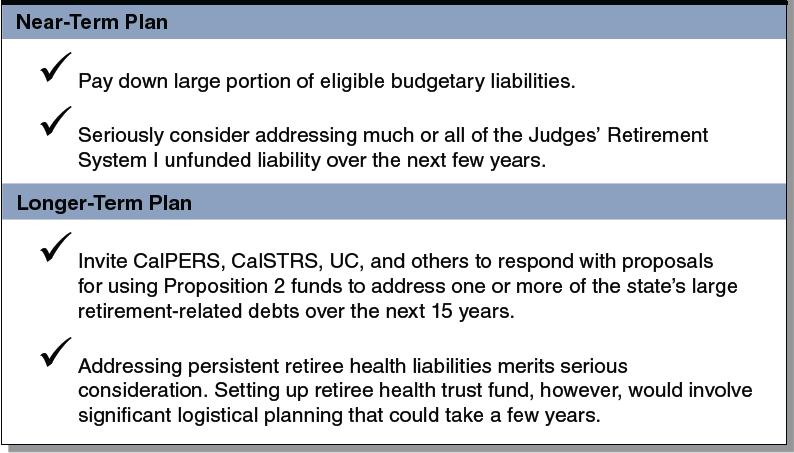 Near-Term Plan
Pay down large portion of eligible budgetary liabilities.
Seriously consider addressing much or all of the Judges’ Retirement
System I unfunded liability over the next few years.
Longer-Term Plan
Invite CalPERS, CalSTRS, UC, and others to respond with proposals
for using Proposition 2 funds to address one or more of the state’s large
retirement-related debts over the next 15 years.
Addressing persistent retiree health liabilities merits serious
consideration. Setting up retiree health trust fund, however, would involve
significant logistical planning that could take a few years.